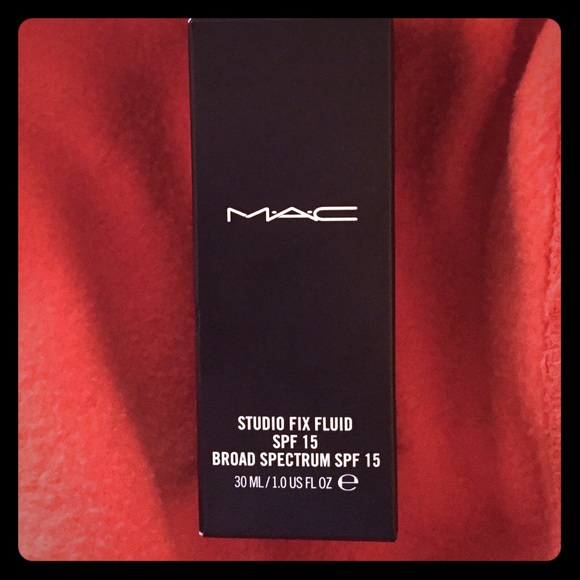 M·A·C
STUDIO FIX FLUID
SPF 15
BROAD SPECTRUM SPF 15
30 ML / 1.0 US FL OZ ℮